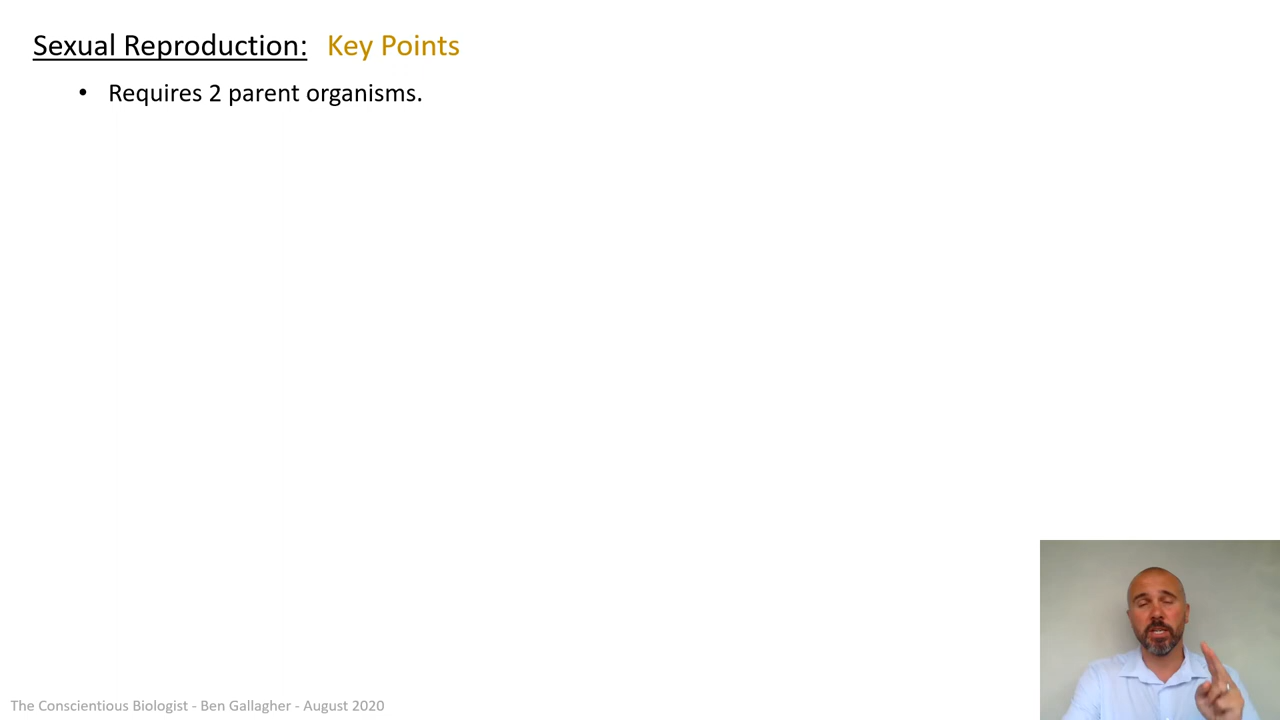 Sexual Reproduction: Key Points
• Requires 2 parent organisms.
The Conscientious Biologist - Ben Gallagher - August 2020